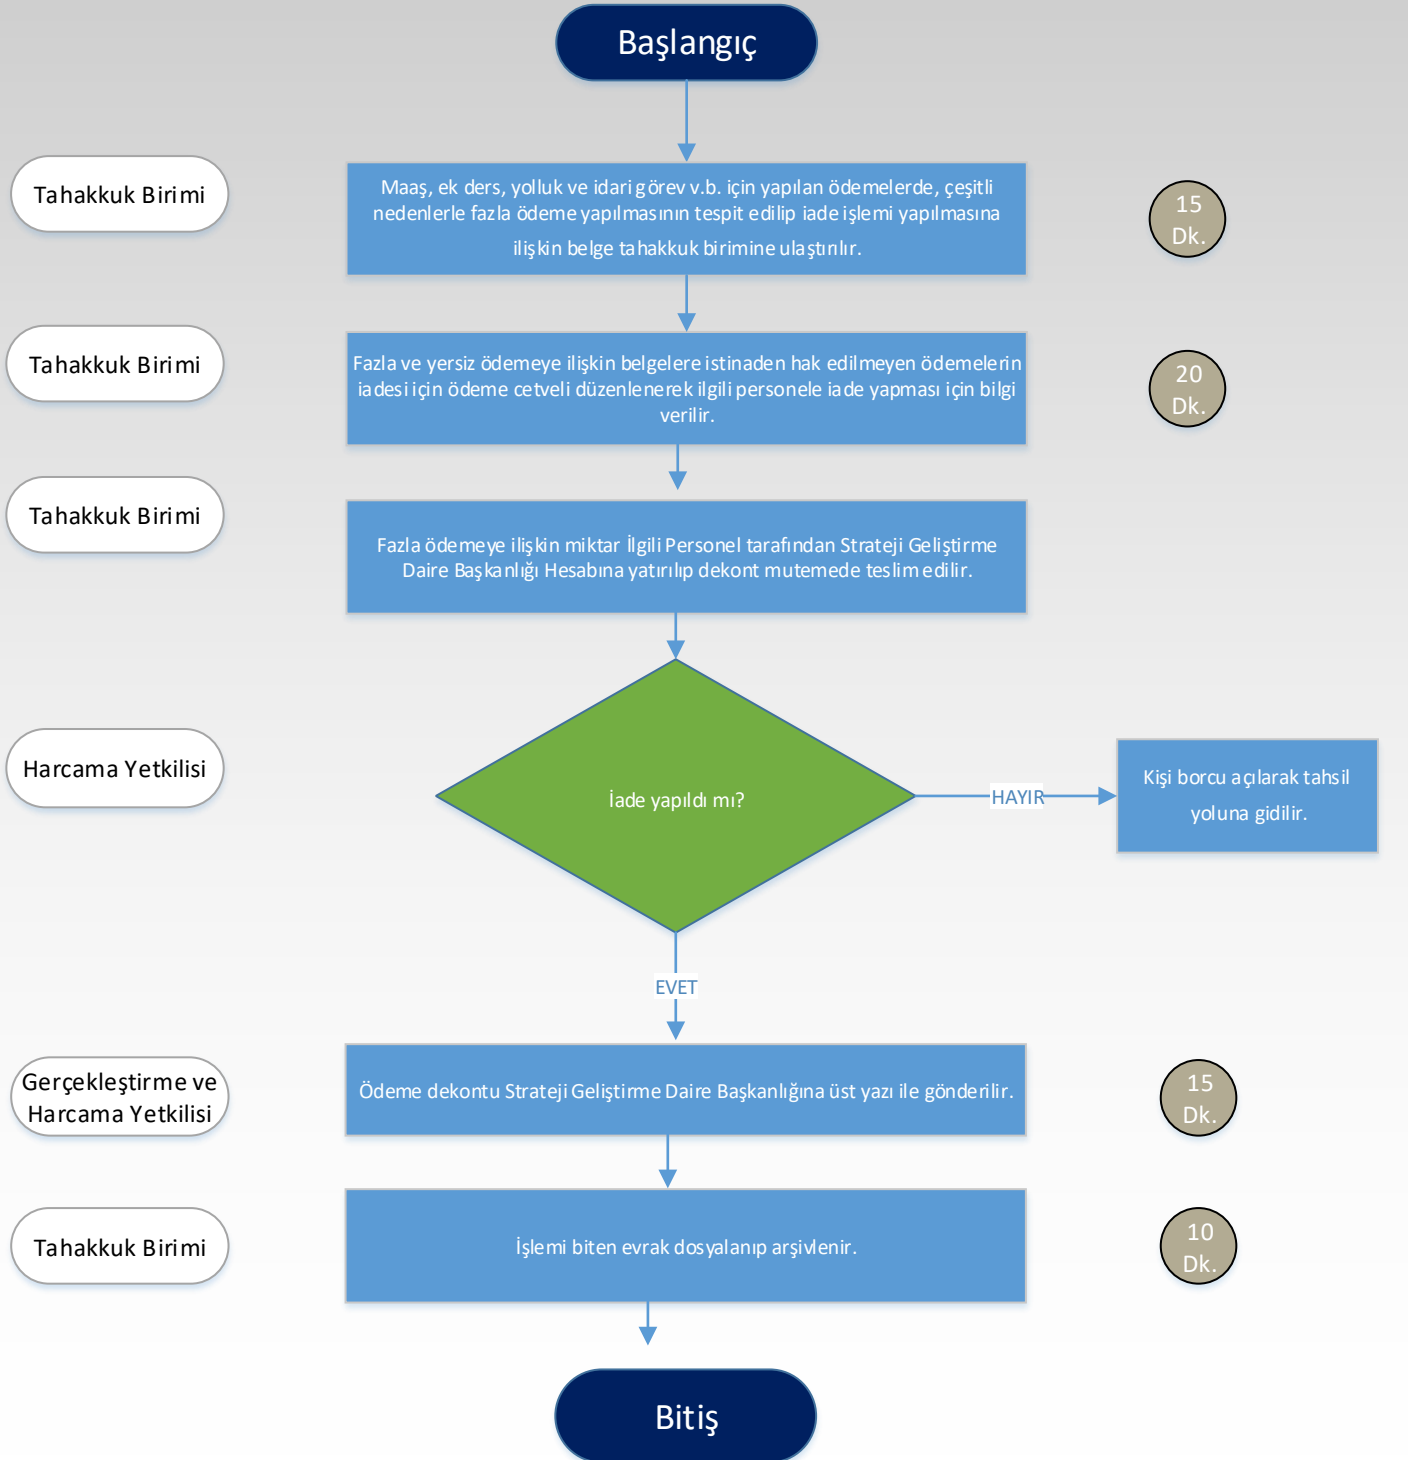 Başlangıç
Tahakkuk Birimi
Maaş, ek ders, yolluk ve idari görev v.b. için yapılan ödemelerde, çeşitli
nedenlerle fazla ödeme yapılmasının tespit edilip iade işlemi yapılmasına
ilişkin belge tahakkuk birimine ulaştırılır.
15
Dk.
Tahakkuk Birimi
Fazla ve yersiz ödemeye ilişkin belgelere istinaden hak edilmeyen ödemelerin
iadesi için ödeme cetveli düzenlenerek ilgili personele iade yapması için bilgi
verilir.
20
Dk.
Tahakkuk Birimi
Fazla ödemeye ilişkin miktar İlgili Personel tarafından Strateji Geliştirme
Daire Başkanlığı Hesabına yatırılıp dekont mutemede teslim edilir.
Harcama Yetkilisi
İade yapıldı mı?
HAYIR
Kişi borcu açılarak tahsil
yoluna gidilir.
EVET
Gerçekleştirme ve
Harcama Yetkilisi
Ödeme dekontu Strateji Geliştirme Daire Başkanlığına üst yazı ile gönderilir.
15
Dk.
Tahakkuk Birimi
İşlemi biten evrak dosyalanıp arşivlenir.
10
Dk.
Bitiş